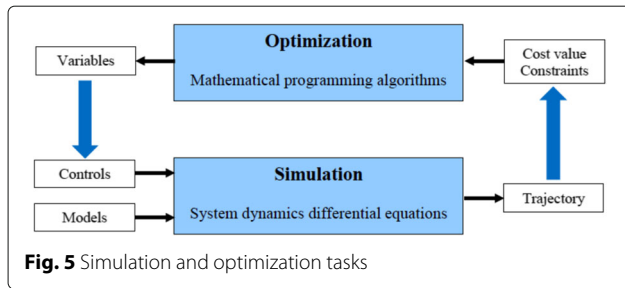 Optimization
Mathematical programming algorithms
Variables
Cost value
Constraints
Controls
Models
Simulation
System dynamics differential equations
Trajectory
Fig. 5 Simulation and optimization tasks